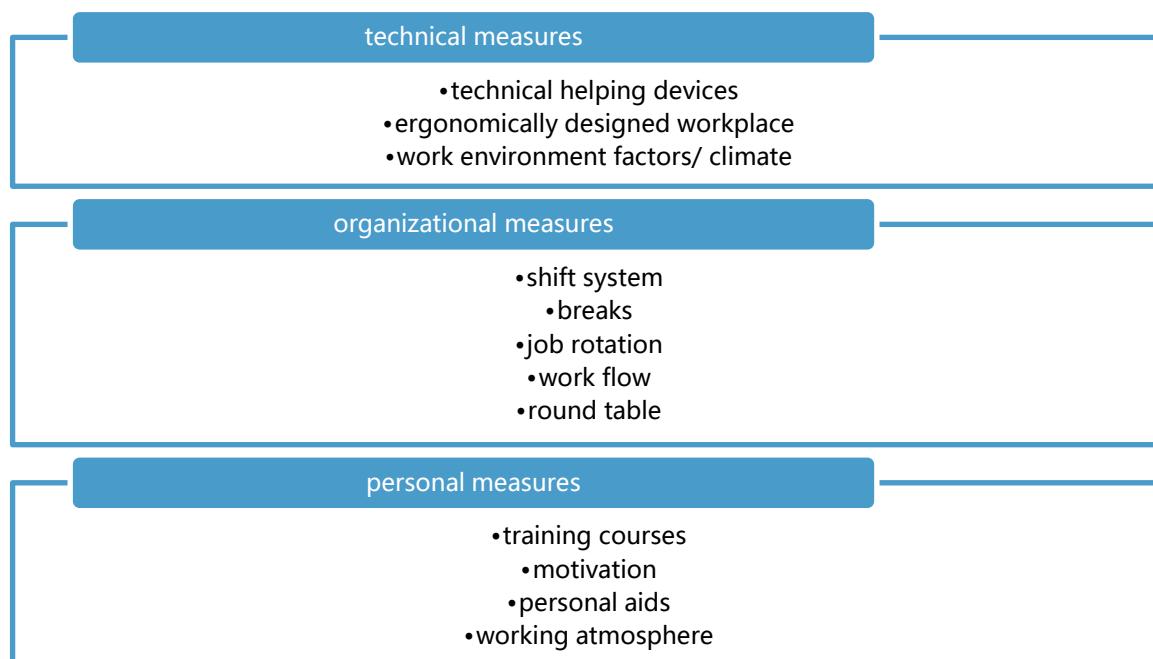 technical measures
•technical helping devices
•ergonomically designed workplace
•work environment factors/ climate
organizational measures
•shift system
•breaks
•job rotation
•work flow
•round table
personal measures
•training courses
•motivation
•personal aids
•working atmosphere